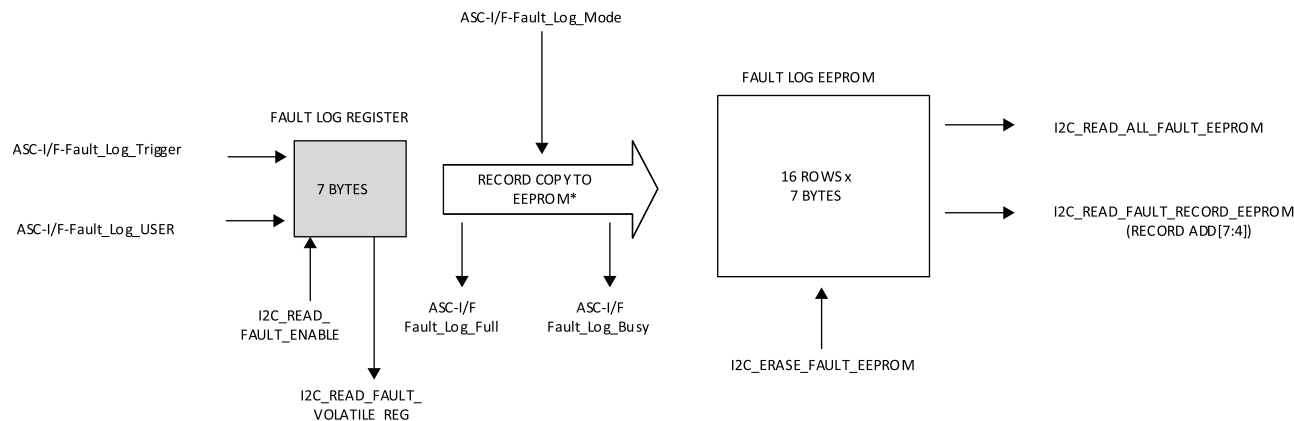 ASC-I/F-Fault_Log_Mode
FAULT LOG EEPROM
FAULT LOG REGISTER
ASC-I/F-Fault_Log_Trigger
7 BYTES
ASC-I/F-Fault_Log_USER
RECORD COPY TO
EEPROM*
16 ROWS x
7 BYTES
I2C_READ_ALL_FAULT_EEPROM
I2C_READ_FAULT_RECORD_EEPROM
(RECORD ADD[7:4])
I2C_READ_
FAULT_ENABLE
ASC-I/F
Fault_Log_Full
ASC-I/F
Fault_Log_Busy
I2C_ERASE_FAULT_EEPROM
I2C_READ_FAULT_
VOLATILE REG